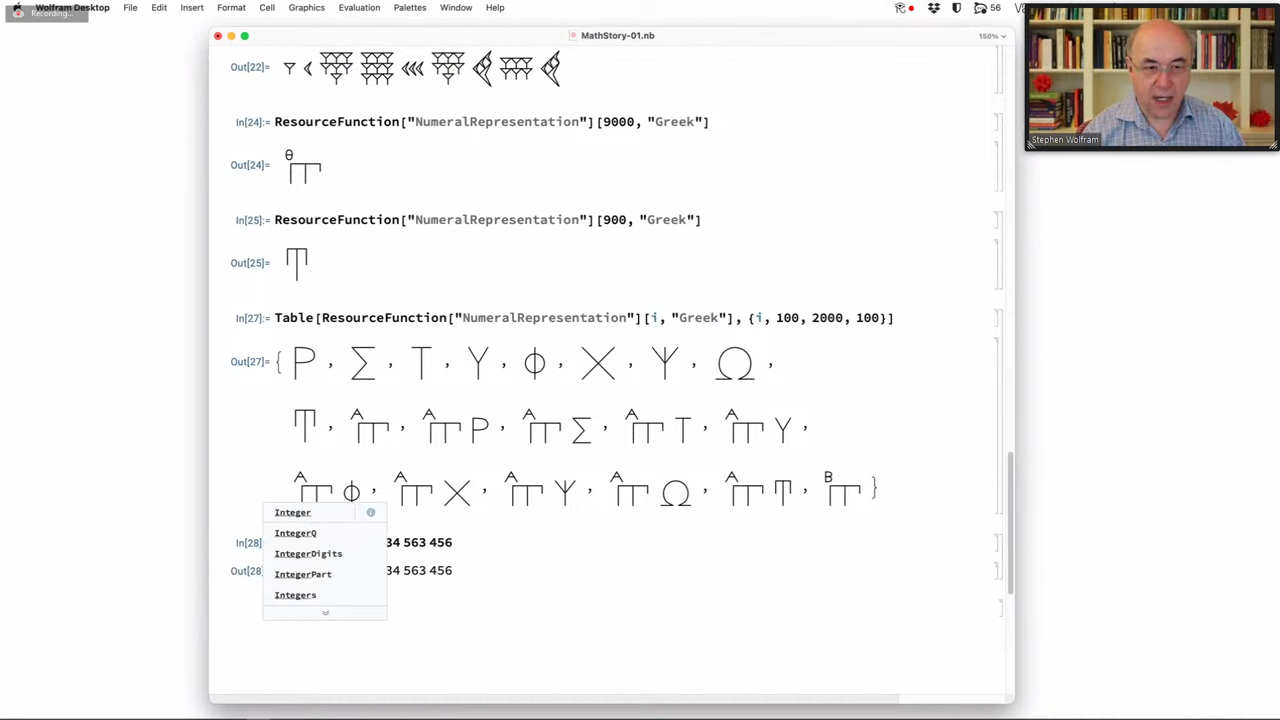 Wolfram Desktop File Edit Insert Format Cell Graphics Evaluation Palettes Window Help 56
Recording...
MathStory-01.nb 150%
Stephen Wolfram
Out[22]=
In[24]:= ResourceFunction["NumeralRepresentation"][9000, "Greek"]
Out[24]= θ
In[25]:= ResourceFunction["NumeralRepresentation"][900, "Greek"]
Out[25]=
In[27]:= Table[ResourceFunction["NumeralRepresentation"][i, "Greek"], {i, 100, 2000, 100}]
Out[27]= { Ρ , Σ , Τ , Υ , Φ , Χ , Ψ , Ω ,
Ͳ , Α Ͳ , Α Ͳ Ρ , Α Ͳ Σ , Α Ͳ Τ , Α Ͳ Υ ,
Α Ͳ Φ , Α Ͳ Χ , Α Ͳ Ψ , Α Ͳ Ω , Α Ͳ Ͳ , Β Ͳ }
Integer
In[28] 34 563 456
IntegerQ
IntegerDigits
Out[28] 34 563 456
IntegerPart
Integers